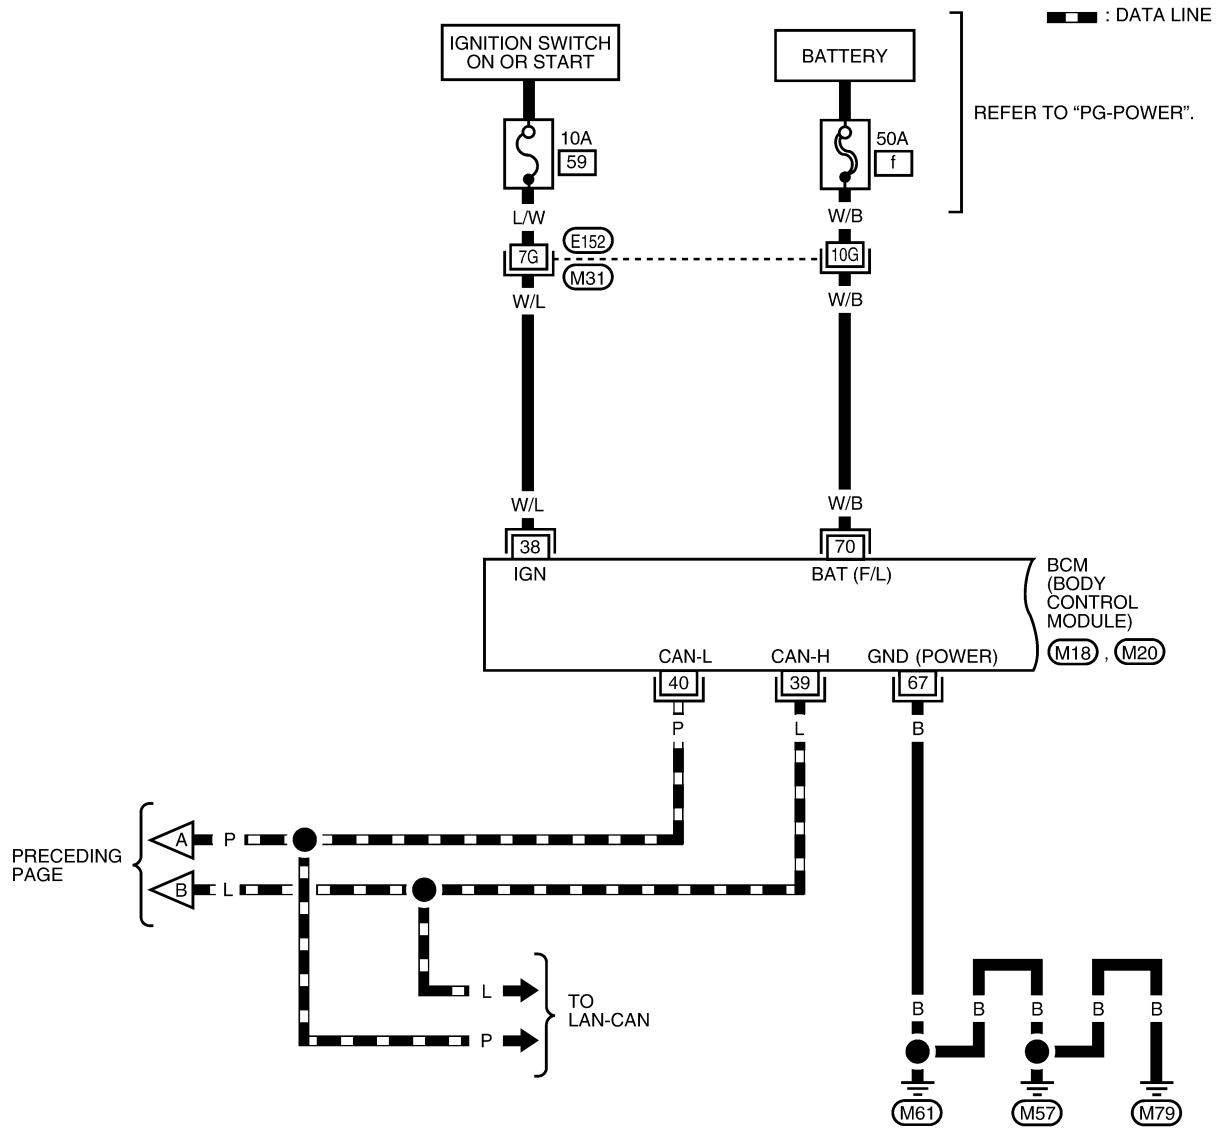 : DATA LINE
IGNITION SWITCH
ON OR START
BATTERY
REFER TO “PG-POWER”.
10A
59
50A
f
L/W
W/B
7G
E152
M31
10G
W/L
W/B
W/L
W/B
38
70
IGN
BAT (F/L)
BCM
(BODY
CONTROL
MODULE)
M18 , M20
CAN-L
CAN-H
GND (POWER)
40
39
67
P
L
B
PRECEDING
PAGE
A
P
B
L
L
P
TO
LAN-CAN
B
B
B
B
B
M61
M57
M79